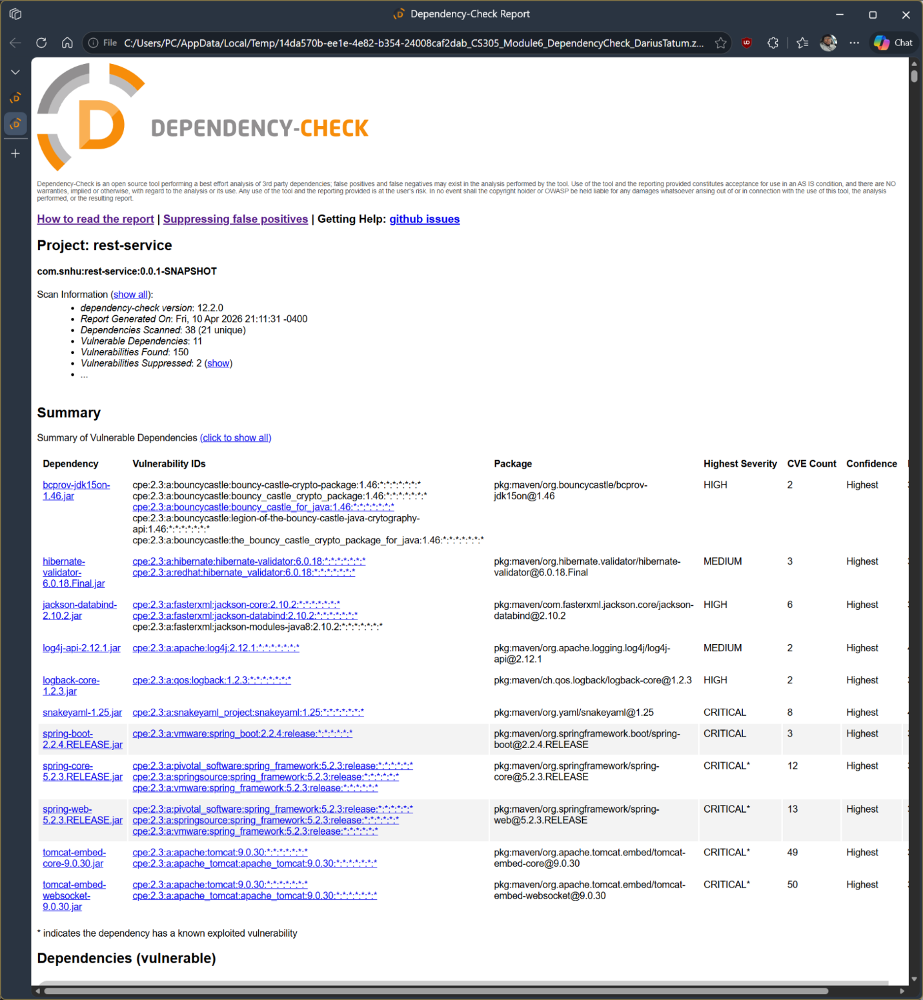 Dependency-Check Report
File C:/Users/PC/AppData/Local/Temp/14da570b-ee1e-4e82-b354-24008caf2dab_CS305_Module6_DependencyCheck_DariusTatum.z...
Chat
D
DEPENDENCY-CHECK
Dependency-Check is an open source tool performing a best effort analysis of 3rd party dependencies; false positives and false negatives may exist in the analysis performed by the tool. Use of the tool and the reporting provided constitutes acceptance for use in an AS IS condition, and there are NO
warranties, implied or otherwise, with regard to the analysis or its use. Any use of the tool and the reporting provided is at the user's risk. In no event shall the copyright holder or OWASP be held liable for any damages whatsoever arising out of or in connection with the use of this tool, the analysis
performed, or the resulting report.
How to read the report | Suppressing false positives | Getting Help: github issues
Project: rest-service
com.snhu:rest-service:0.0.1-SNAPSHOT
Scan Information (show all):
• dependency-check version: 12.2.0
• Report Generated On: Fri, 10 Apr 2026 21:11:31 -0400
• Dependencies Scanned: 38 (21 unique)
• Vulnerable Dependencies: 11
• Vulnerabilities Found: 150
• Vulnerabilities Suppressed: 2 (show)
• ...
Summary
Summary of Vulnerable Dependencies (click to show all)
Dependency Vulnerability IDs Package Highest Severity CVE Count Confidence
bcprov-jdk15on- cpe:2.3:a:bouncycastle:bouncy-castle-crypto-package:1.46:*:*:*:*:*:*:* pkg:maven/org.bouncycastle/bcprov- HIGH 2 Highest
1.46.jar cpe:2.3:a:bouncycastle:bouncy_castle_crypto_package:1.46:*:*:*:*:*:*:* jdk15on@1.46
cpe:2.3:a:bouncycastle:bouncy_castle_for_java:1.46:*:*:*:*:*:*:*
cpe:2.3:a:bouncycastle:legion-of-the-bouncy-castle-java-crytography-
api:1.46:*:*:*:*:*:*:*
cpe:2.3:a:bouncycastle:the_bouncy_castle_crypto_package_for_java:1.46:*:*:*:*:*:*:*
hibernate- cpe:2.3:a:hibernate:hibernate-validator:6.0.18:*:*:*:*:*:*:* pkg:maven/org.hibernate.validator/hibernate- MEDIUM 3 Highest
validator- cpe:2.3:a:redhat:hibernate_validator:6.0.18:*:*:*:*:*:*:* validator@6.0.18.Final
6.0.18.Final.jar
jackson-databind- cpe:2.3:a:fasterxml:jackson-core:2.10.2:*:*:*:*:*:*:* pkg:maven/com.fasterxml.jackson.core/jackson- HIGH 6 Highest
2.10.2.jar cpe:2.3:a:fasterxml:jackson-databind:2.10.2:*:*:*:*:*:*:* databind@2.10.2
cpe:2.3:a:fasterxml:jackson-modules-java8:2.10.2:*:*:*:*:*:*:*
log4j-api-2.12.1.jar cpe:2.3:a:apache:log4j:2.12.1:*:*:*:*:*:*:* pkg:maven/org.apache.logging.log4j/log4j- MEDIUM 2 Highest
api@2.12.1
logback-core- cpe:2.3:a:qos:logback:1.2.3:*:*:*:*:*:*:* pkg:maven/ch.qos.logback/logback-core@1.2.3 HIGH 2 Highest
1.2.3.jar
snakeyaml-1.25.jar cpe:2.3:a:snakeyaml_project:snakeyaml:1.25:*:*:*:*:*:*:* pkg:maven/org.yaml/snakeyaml@1.25 CRITICAL 8 Highest
spring-boot- cpe:2.3:a:vmware:spring_boot:2.2.4:release:*:*:*:*:*:* pkg:maven/org.springframework.boot/spring- CRITICAL 3 Highest
2.2.4.RELEASE.jar boot@2.2.4.RELEASE
spring-core- cpe:2.3:a:pivotal_software:spring_framework:5.2.3:release:*:*:*:*:*:* pkg:maven/org.springframework/spring- CRITICAL* 12 Highest
5.2.3.RELEASE.jar cpe:2.3:a:springsource:spring_framework:5.2.3:release:*:*:*:*:*:* core@5.2.3.RELEASE
cpe:2.3:a:vmware:spring_framework:5.2.3:release:*:*:*:*:*:*
spring-web- cpe:2.3:a:pivotal_software:spring_framework:5.2.3:release:*:*:*:*:*:* pkg:maven/org.springframework/spring- CRITICAL* 13 Highest
5.2.3.RELEASE.jar cpe:2.3:a:springsource:spring_framework:5.2.3:release:*:*:*:*:*:* web@5.2.3.RELEASE
cpe:2.3:a:vmware:spring_framework:5.2.3:release:*:*:*:*:*:*
tomcat-embed- cpe:2.3:a:apache:tomcat:9.0.30:*:*:*:*:*:*:* pkg:maven/org.apache.tomcat.embed/tomcat- CRITICAL* 49 Highest
core-9.0.30.jar cpe:2.3:a:apache_tomcat:apache_tomcat:9.0.30:*:*:*:*:*:*:* embed-core@9.0.30
tomcat-embed- cpe:2.3:a:apache:tomcat:9.0.30:*:*:*:*:*:*:* pkg:maven/org.apache.tomcat.embed/tomcat- CRITICAL* 50 Highest
websocket- cpe:2.3:a:apache_tomcat:apache_tomcat:9.0.30:*:*:*:*:*:*:* embed-websocket@9.0.30
9.0.30.jar
* indicates the dependency has a known exploited vulnerability
Dependencies (vulnerable)